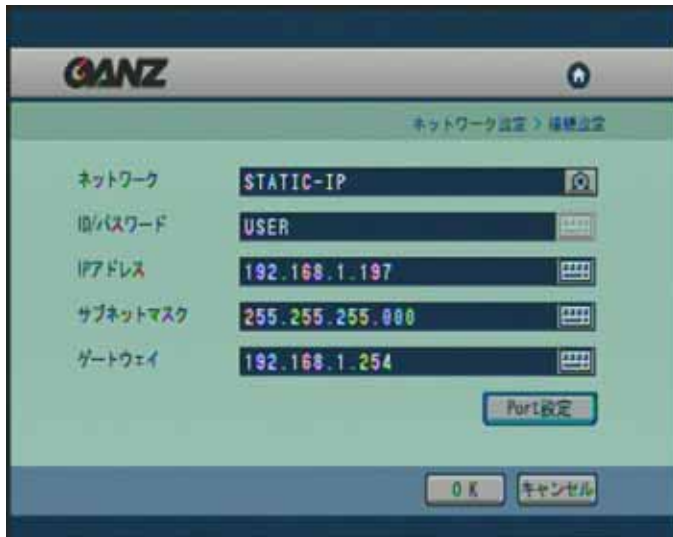 GANZ
ネットワーク設定 > 接続設定
ネットワーク STATIC-IP
ID/パスワード USER
IPアドレス 192.168.1.197
サブネットマスク 255.255.255.000
ゲートウェイ 192.168.1.254
Port設定
OK キャンセル